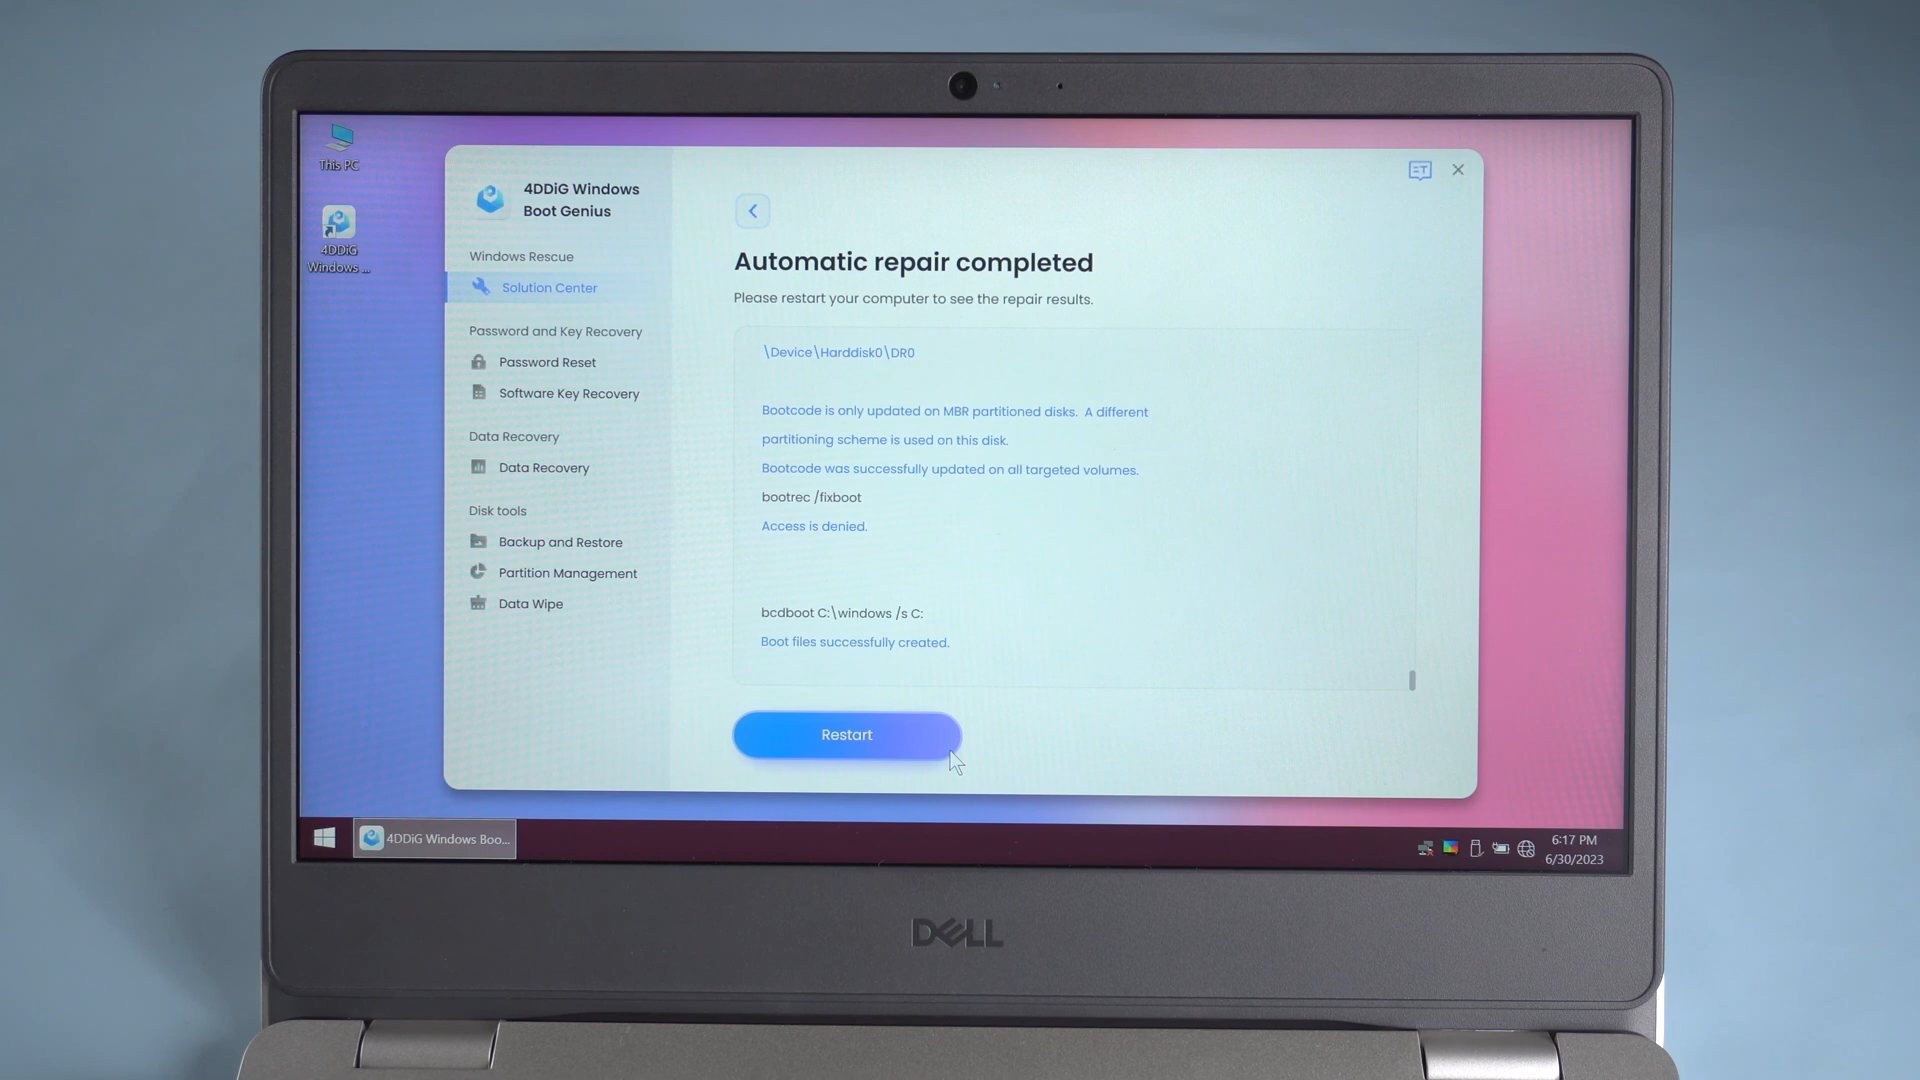 This PC
4DDiG
Windows ...
4DDiG Windows
Boot Genius
Windows Rescue
Solution Center
Password and Key Recovery
Password Reset
Software Key Recovery
Data Recovery
Data Recovery
Disk tools
Backup and Restore
Partition Management
Data Wipe
Automatic repair completed
Please restart your computer to see the repair results.
\Device\Harddisk0\DR0
Bootcode is only updated on MBR partitioned disks.  A different
partitioning scheme is used on this disk.
Bootcode was successfully updated on all targeted volumes.
bootrec /fixboot
Access is denied.
bcdboot C:\windows /s C:
Boot files successfully created.
Restart
4DDiG Windows Boo...
6:17 PM
6/30/2023
DELL